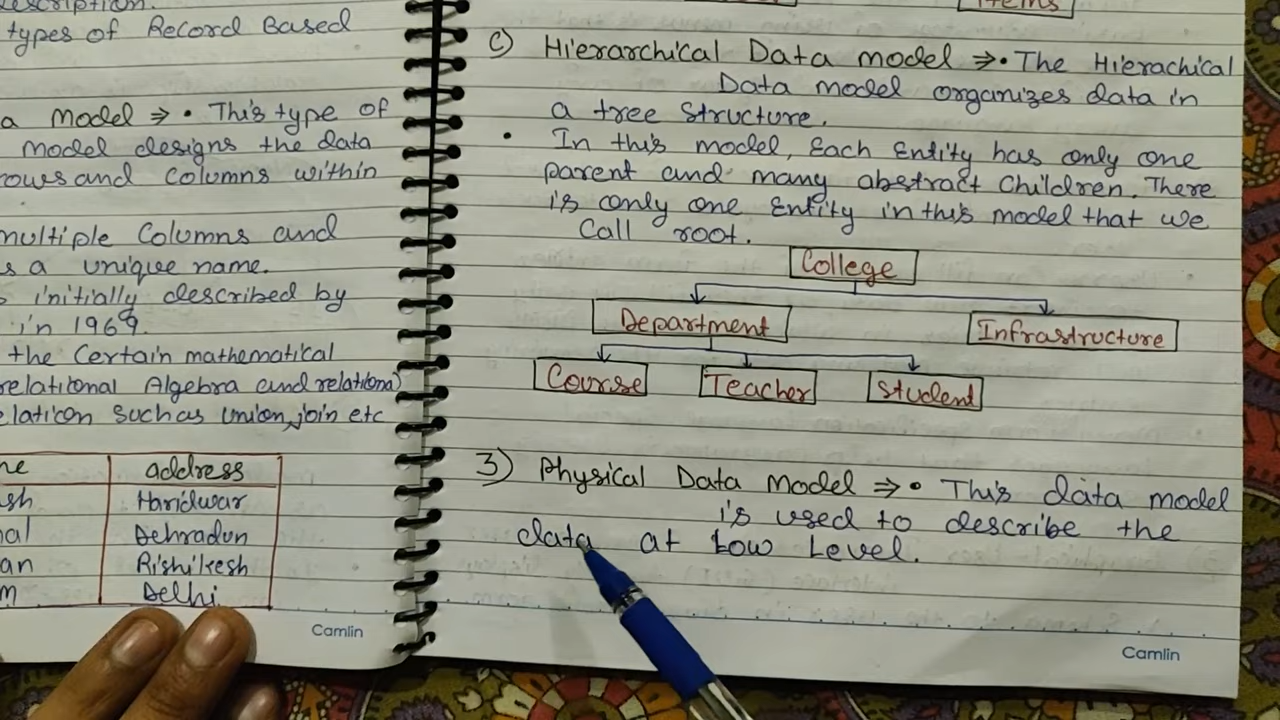 description.
types of Record Based
a Model ⇒ • This type of
model designs the data
rows and columns within
multiple columns and
s a unique name.
initially described by
in 1969.
the certain mathematical
relational Algebra and relational
elation such as union, join etc
address
sh Haridwar
nal Dehradun
an Rishikesh
m Delhi
Camlin
Items
c) Hierarchical Data model ⇒ • The Hierachical
Data model organizes data in
a tree structure.
• In this model, Each Entity has only one
parent and many abstract children. There
is only one Entity in this model that we
call root.
College
Department Infrastructure
Course Teacher Student
3) Physical Data Model ⇒ • This data model
is used to describe the
data at Low Level.
Camlin